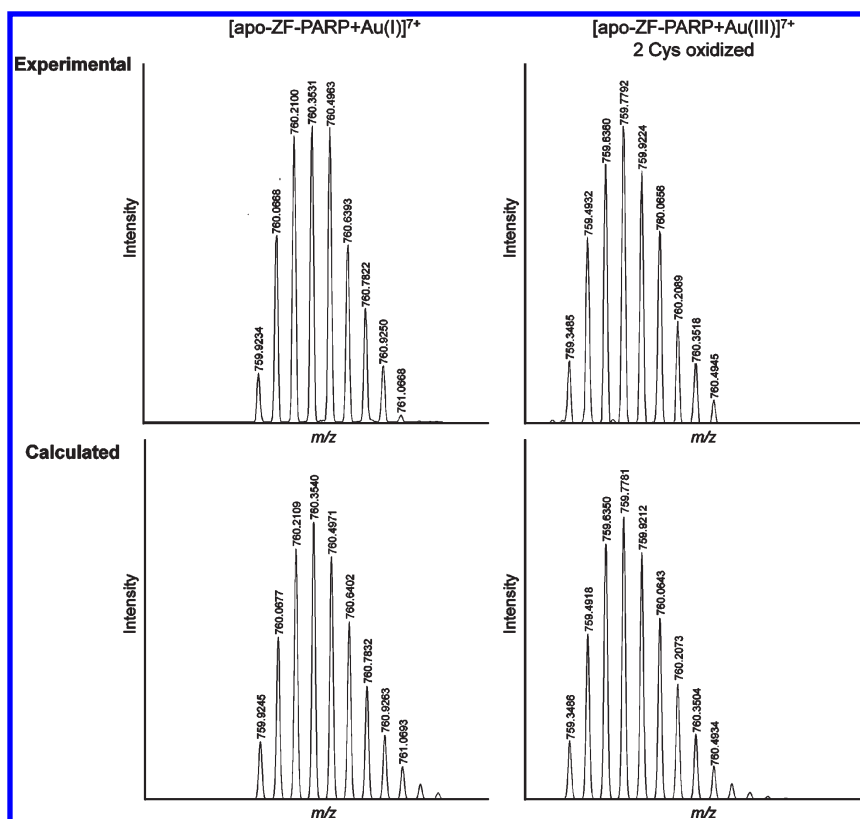 [apo-ZF-PARP+Au(I)]7+
[apo-ZF-PARP+Au(III)]7+
2 Cys oxidized
Experimental
Intensity
759.9234
760.0668
760.2100
760.3531
760.4963
760.6393
760.7822
760.9250
761.0668
m/z
Intensity
759.3485
759.4932
759.6360
759.7792
759.9224
760.0656
760.2089
760.3518
760.4945
m/z
Calculated
Intensity
759.9245
760.0677
760.2109
760.3540
760.4971
760.6402
760.7832
760.9263
761.0693
m/z
Intensity
759.3486
759.4918
759.6350
759.7781
759.9212
760.0643
760.2073
760.3504
760.4934
m/z